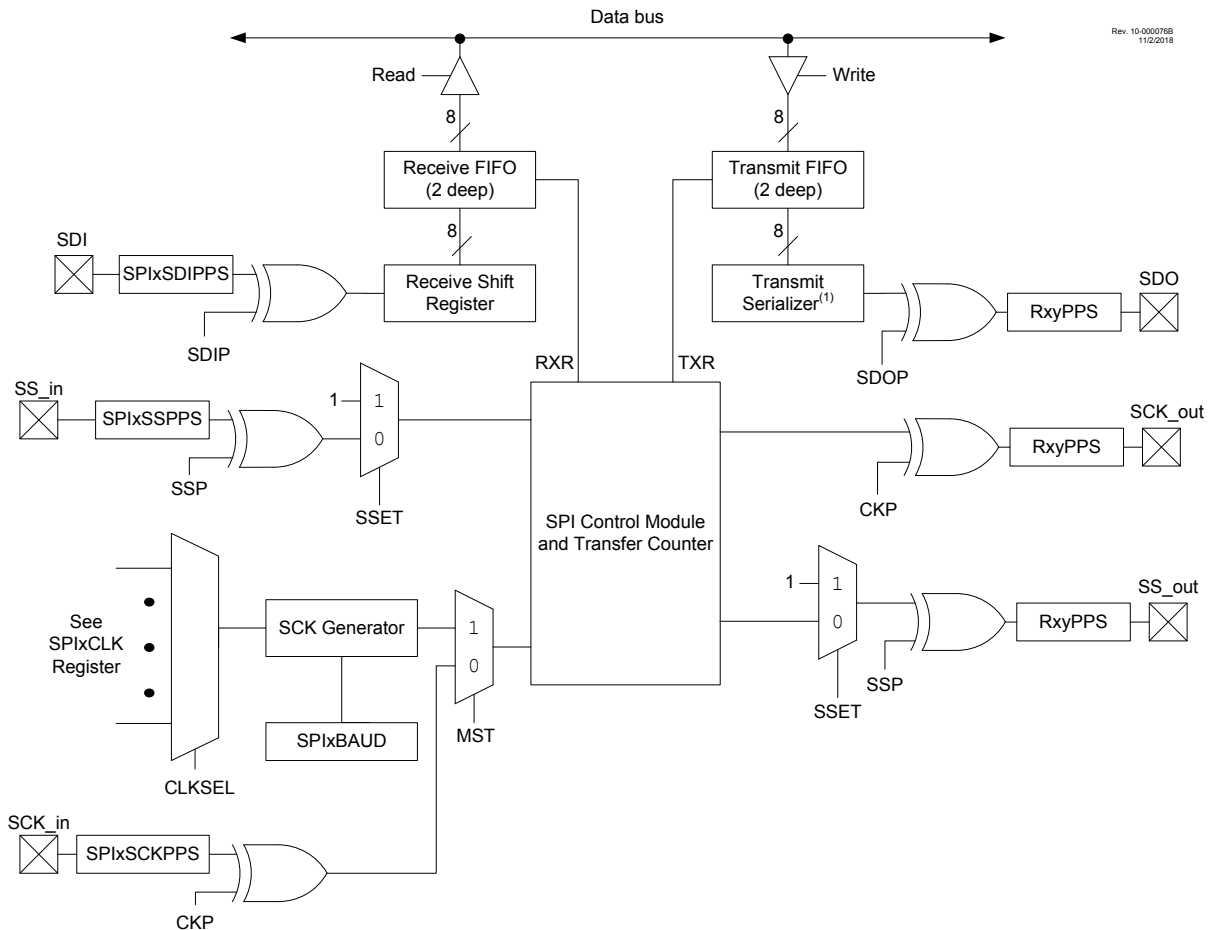 Data bus
Rev. 10-000076B
11/2/2018
Read
Write
8
8
Receive FIFO
(2 deep)
Transmit FIFO
(2 deep)
8
8
SDI
SPIxSDIPPS
Receive Shift
Register
Transmit
Serializer(1)
SDO
RxyPPS
SDIP
SDOP
RXR
TXR
SS_in
SPIxSSPPS
1
1
0
SSP
SSET
SCK_out
RxyPPS
CKP
SPI Control Module
and Transfer Counter
1
1
0
SS_out
RxyPPS
SSP
SSET
See
SPIxCLK
Register
SCK Generator
1
0
SPIxBAUD
MST
CLKSEL
SCK_in
SPIxSCKPPS
CKP